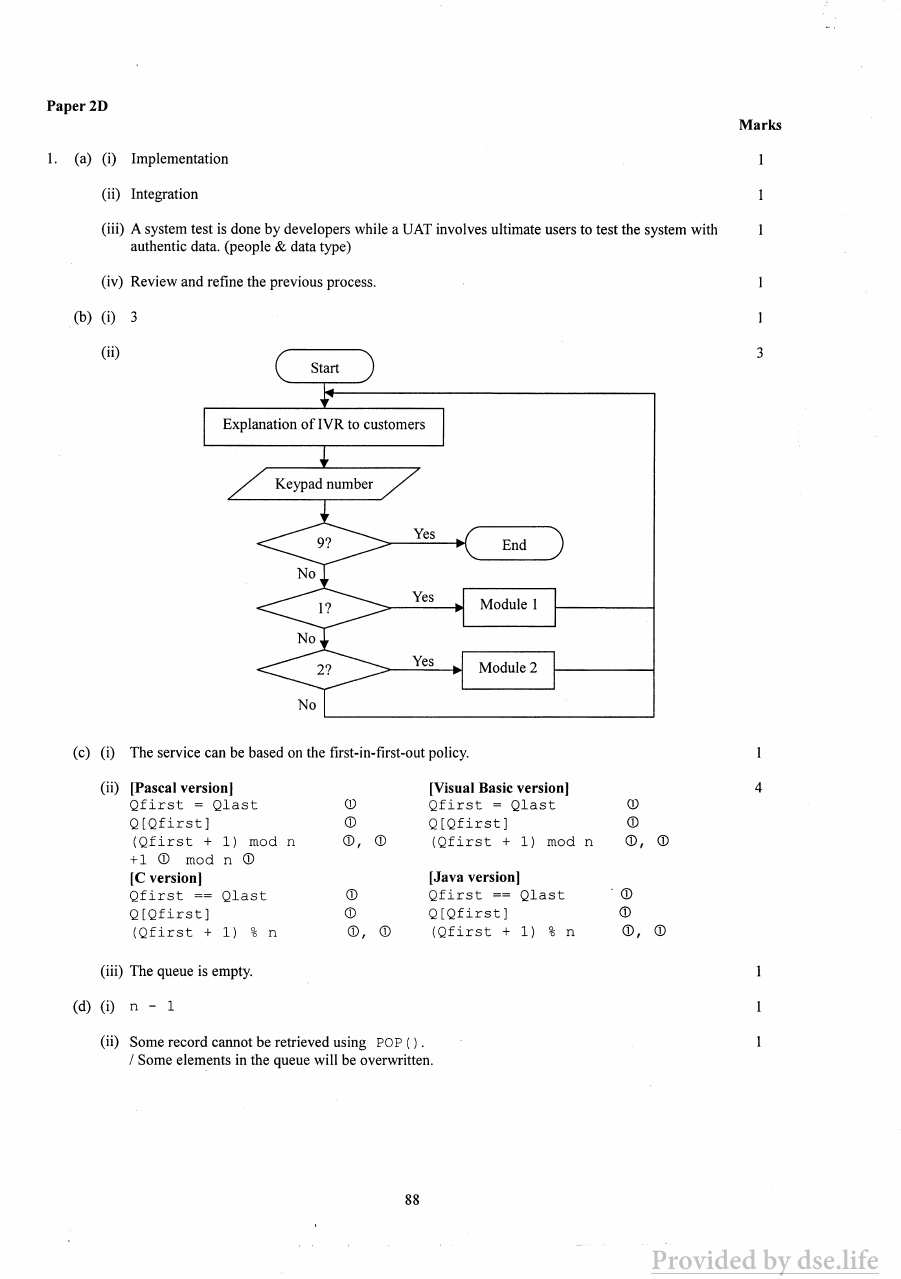 Paper 2D
Marks
1. (a) (i) Implementation 1
(ii) Integration 1
(iii) A system test is done by developers while a UAT involves ultimate users to test the system with 1
authentic data. (people & data type)
(iv) Review and refine the previous process. 1
(b) (i) 3 1
(ii) 3
Start
Explanation of IVR to customers
Keypad number
9? Yes End
No
1? Yes Module 1
No
2? Yes Module 2
No
(c) (i) The service can be based on the first-in-first-out policy. 1
(ii) [Pascal version] [Visual Basic version] 4
Qfirst = Qlast ① Qfirst = Qlast ①
Q[Qfirst] ① Q[Qfirst] ①
(Qfirst + 1) mod n ①, ① (Qfirst + 1) mod n ①, ①
+1 ① mod n ①
[C version] [Java version]
Qfirst == Qlast ① Qfirst == Qlast ①
Q[Qfirst] ① Q[Qfirst] ①
(Qfirst + 1) % n ①, ① (Qfirst + 1) % n ①, ①
(iii) The queue is empty. 1
(d) (i) n - 1 1
(ii) Some record cannot be retrieved using POP(). 1
/ Some elements in the queue will be overwritten.
88
Provided by dse.life